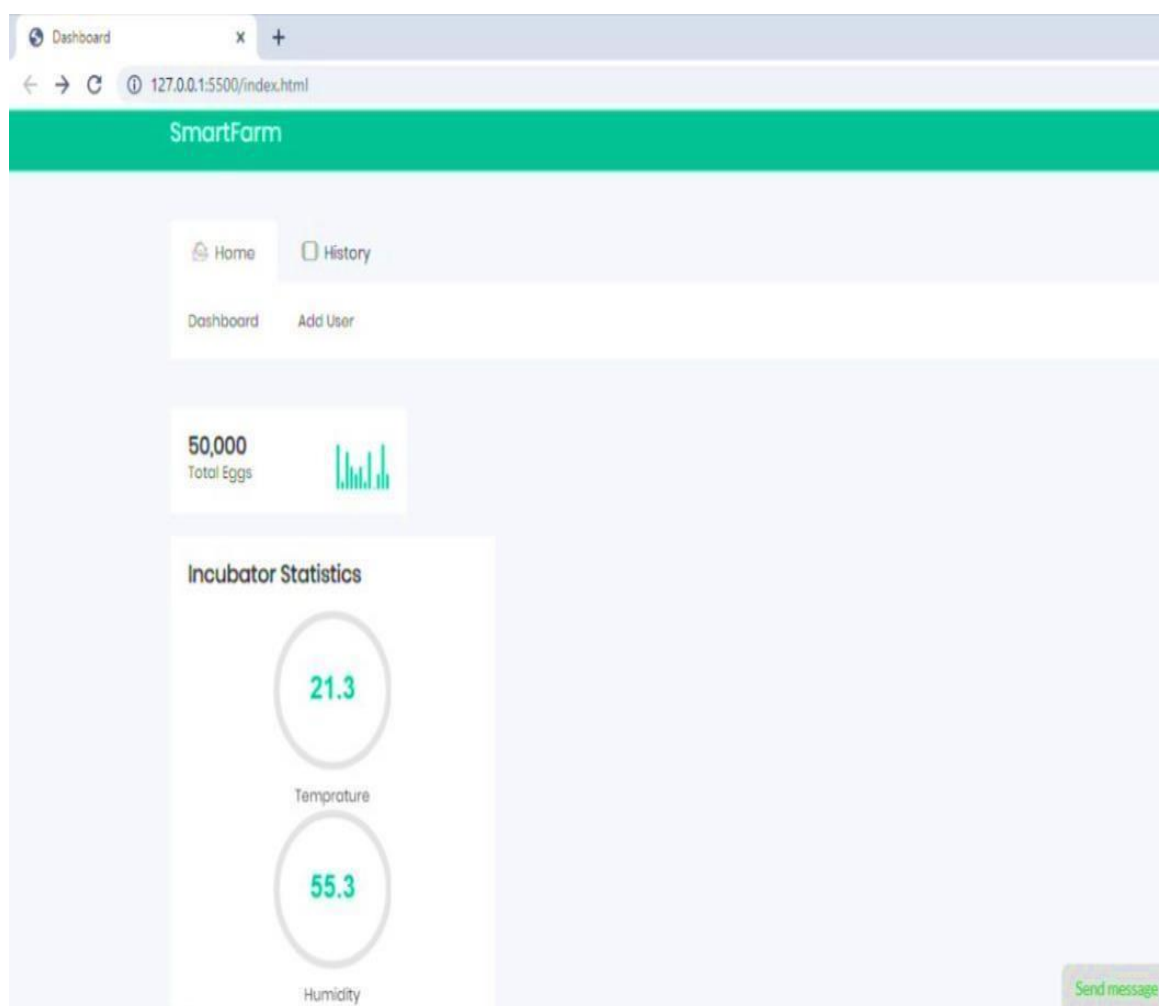 Dashboard x +
127.0.0.1:5500/index.html
SmartFarm
Home History
Dashboard Add User
50,000
Total Eggs
Incubator Statistics
21.3
Temprature
55.3
Humidity
Send message